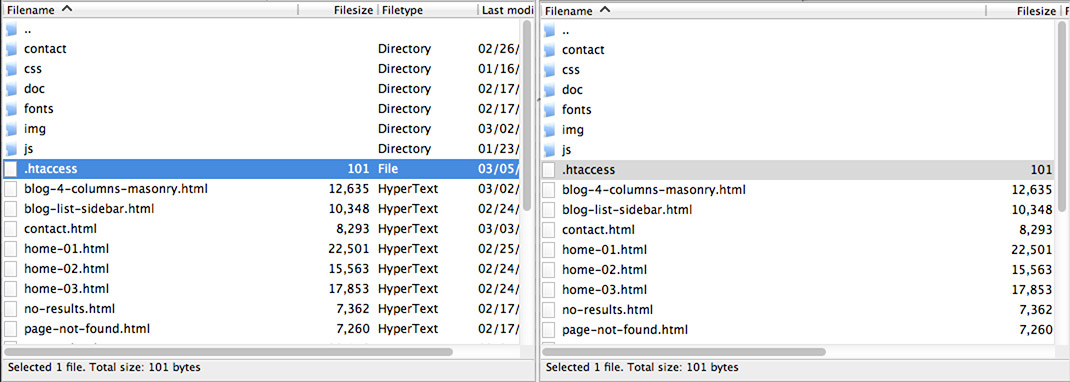 Filename Filesize Filetype Last modi
..
contact Directory 02/26/
css Directory 01/16/
doc Directory 02/17/
fonts Directory 02/17/
img Directory 03/02/
js Directory 01/23/
.htaccess 101 File 03/05/
blog-4-columns-masonry.html 12,635 HyperText 03/02/
blog-list-sidebar.html 10,348 HyperText 02/24/
contact.html 8,293 HyperText 03/03/
home-01.html 22,501 HyperText 02/25/
home-02.html 15,563 HyperText 02/24/
home-03.html 17,853 HyperText 02/24/
no-results.html 7,362 HyperText 02/17/
page-not-found.html 7,260 HyperText 02/17/
Selected 1 file. Total size: 101 bytes
Filename Filesize F
..
contact
css
doc
fonts
img
js
.htaccess 101
blog-4-columns-masonry.html 12,635
blog-list-sidebar.html 10,348
contact.html 8,293
home-01.html 22,501
home-02.html 15,563
home-03.html 17,853
no-results.html 7,362
page-not-found.html 7,260
Selected 1 file. Total size: 101 bytes